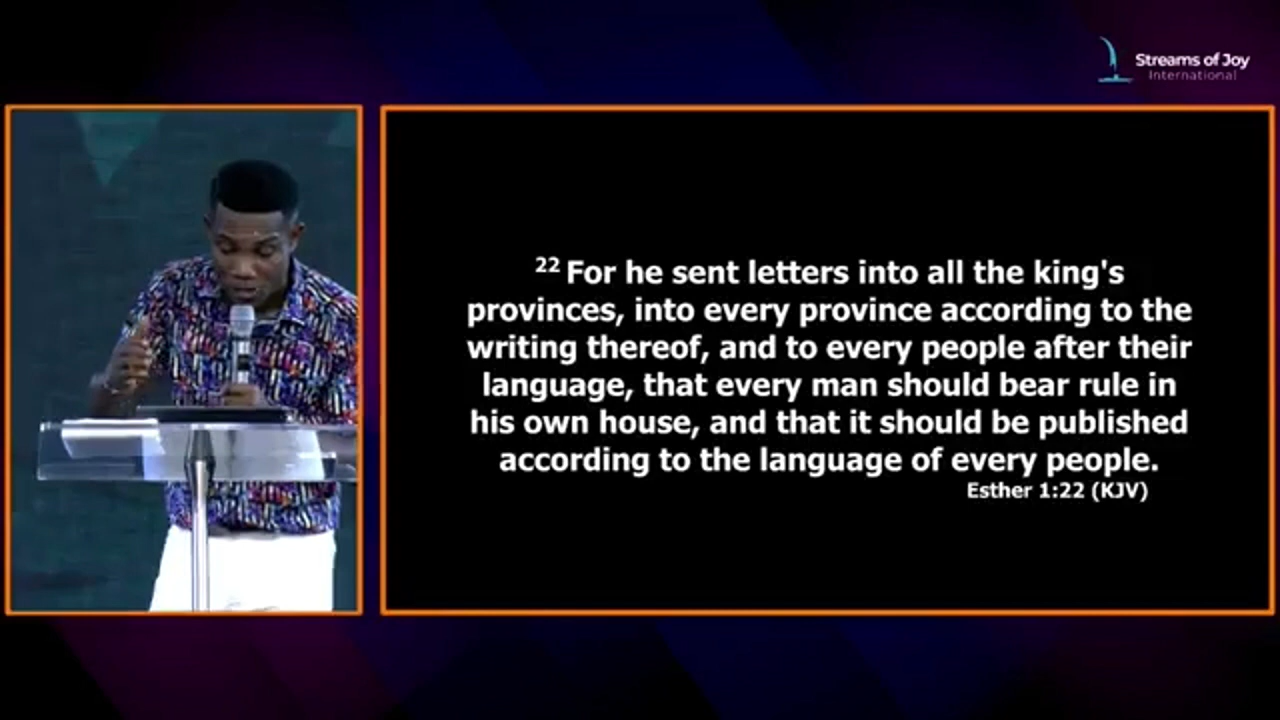 Streams of Joy
International
22 For he sent letters into all the king's
provinces, into every province according to the
writing thereof, and to every people after their
language, that every man should bear rule in
his own house, and that it should be published
according to the language of every people.
Esther 1:22 (KJV)